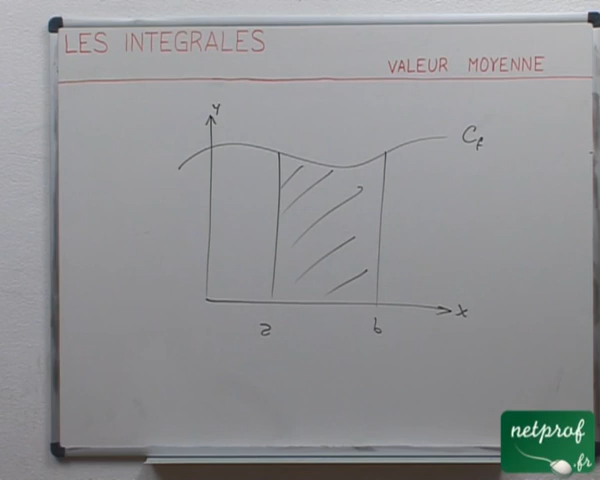 LES INTEGRALES
VALEUR MOYENNE
y
Cf
x
a
b
netprof
.fr